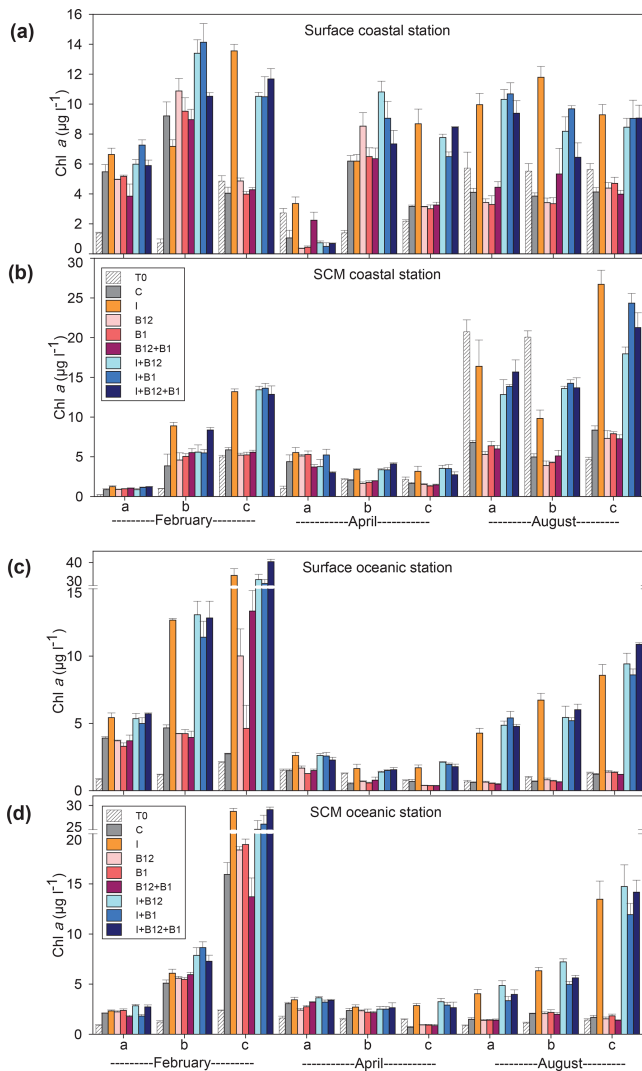 (a)
Surface coastal station
16
14
12
10
8
6
4
2
0
Chl a (µg l⁻¹)
(b)
SCM coastal station
30
25
20
15
10
5
0
Chl a (µg l⁻¹)
T0
C
I
B12
B1
B12+B1
I+B12
I+B1
I+B12+B1
a b c a b c a b c
----------February---------- -----------April----------- --------August--------
(c)
Surface oceanic station
40
30
15
10
5
0
Chl a (µg l⁻¹)
(d)
SCM oceanic station
30
25
20
15
10
5
0
Chl a (µg l⁻¹)
T0
C
I
B12
B1
B12+B1
I+B12
I+B1
I+B12+B1
a b c a b c a b c
----------February---------- -----------April----------- --------August--------